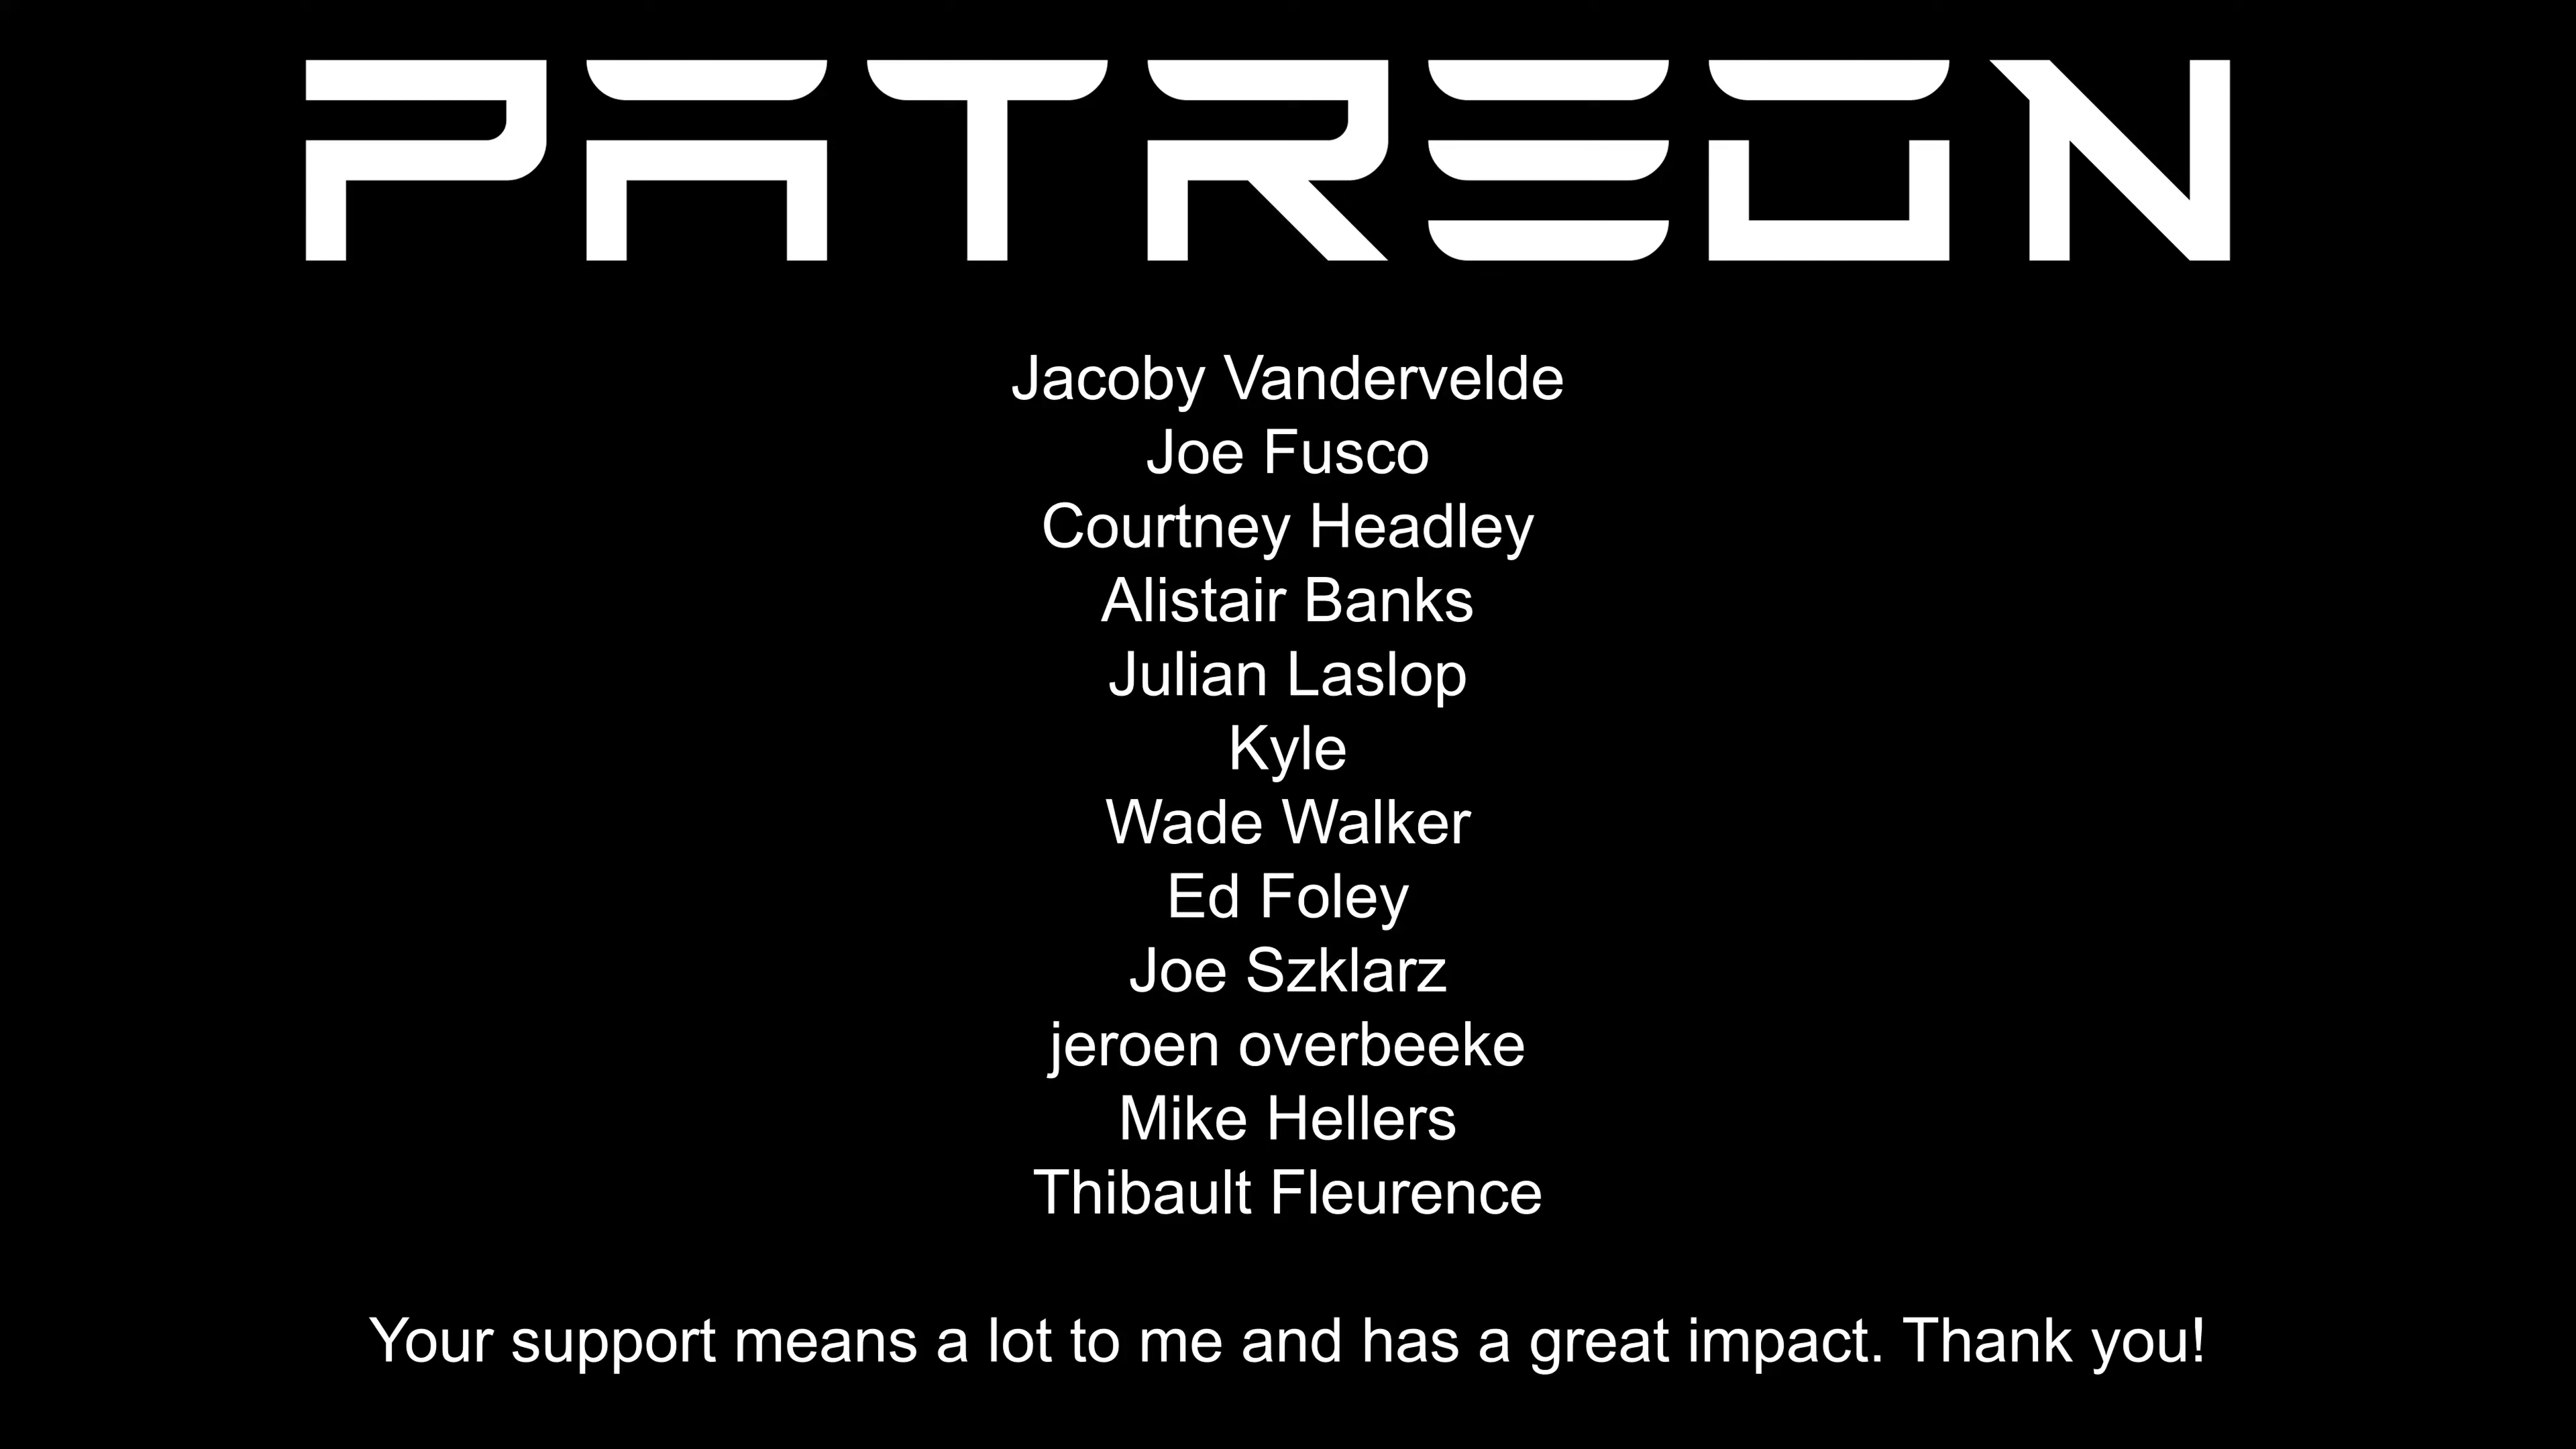 PATREON
Jacoby Vandervelde
Joe Fusco
Courtney Headley
Alistair Banks
Julian Laslop
Kyle
Wade Walker
Ed Foley
Joe Szklarz
jeroen overbeeke
Mike Hellers
Thibault Fleurence
Your support means a lot to me and has a great impact. Thank you!